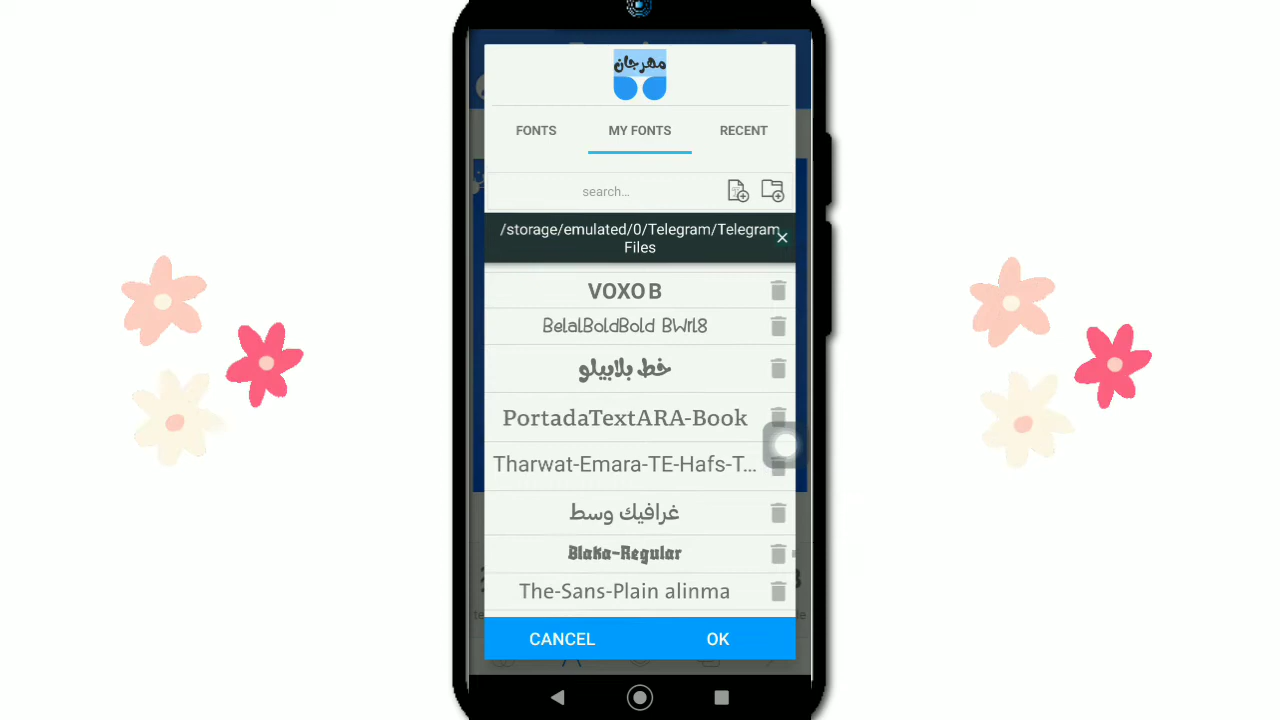 مهرجان
FONTS
MY FONTS
RECENT
search...
/storage/emulated/0/Telegram/Telegram
Files
VOXO B
BelalBoldBold BWrl8
خط بلابيلو
PortadaTextARA-Book
Tharwat-Emara-TE-Hafs-T...
غرافيك وسط
Blaka-Regular
The-Sans-Plain alinma
CANCEL
OK